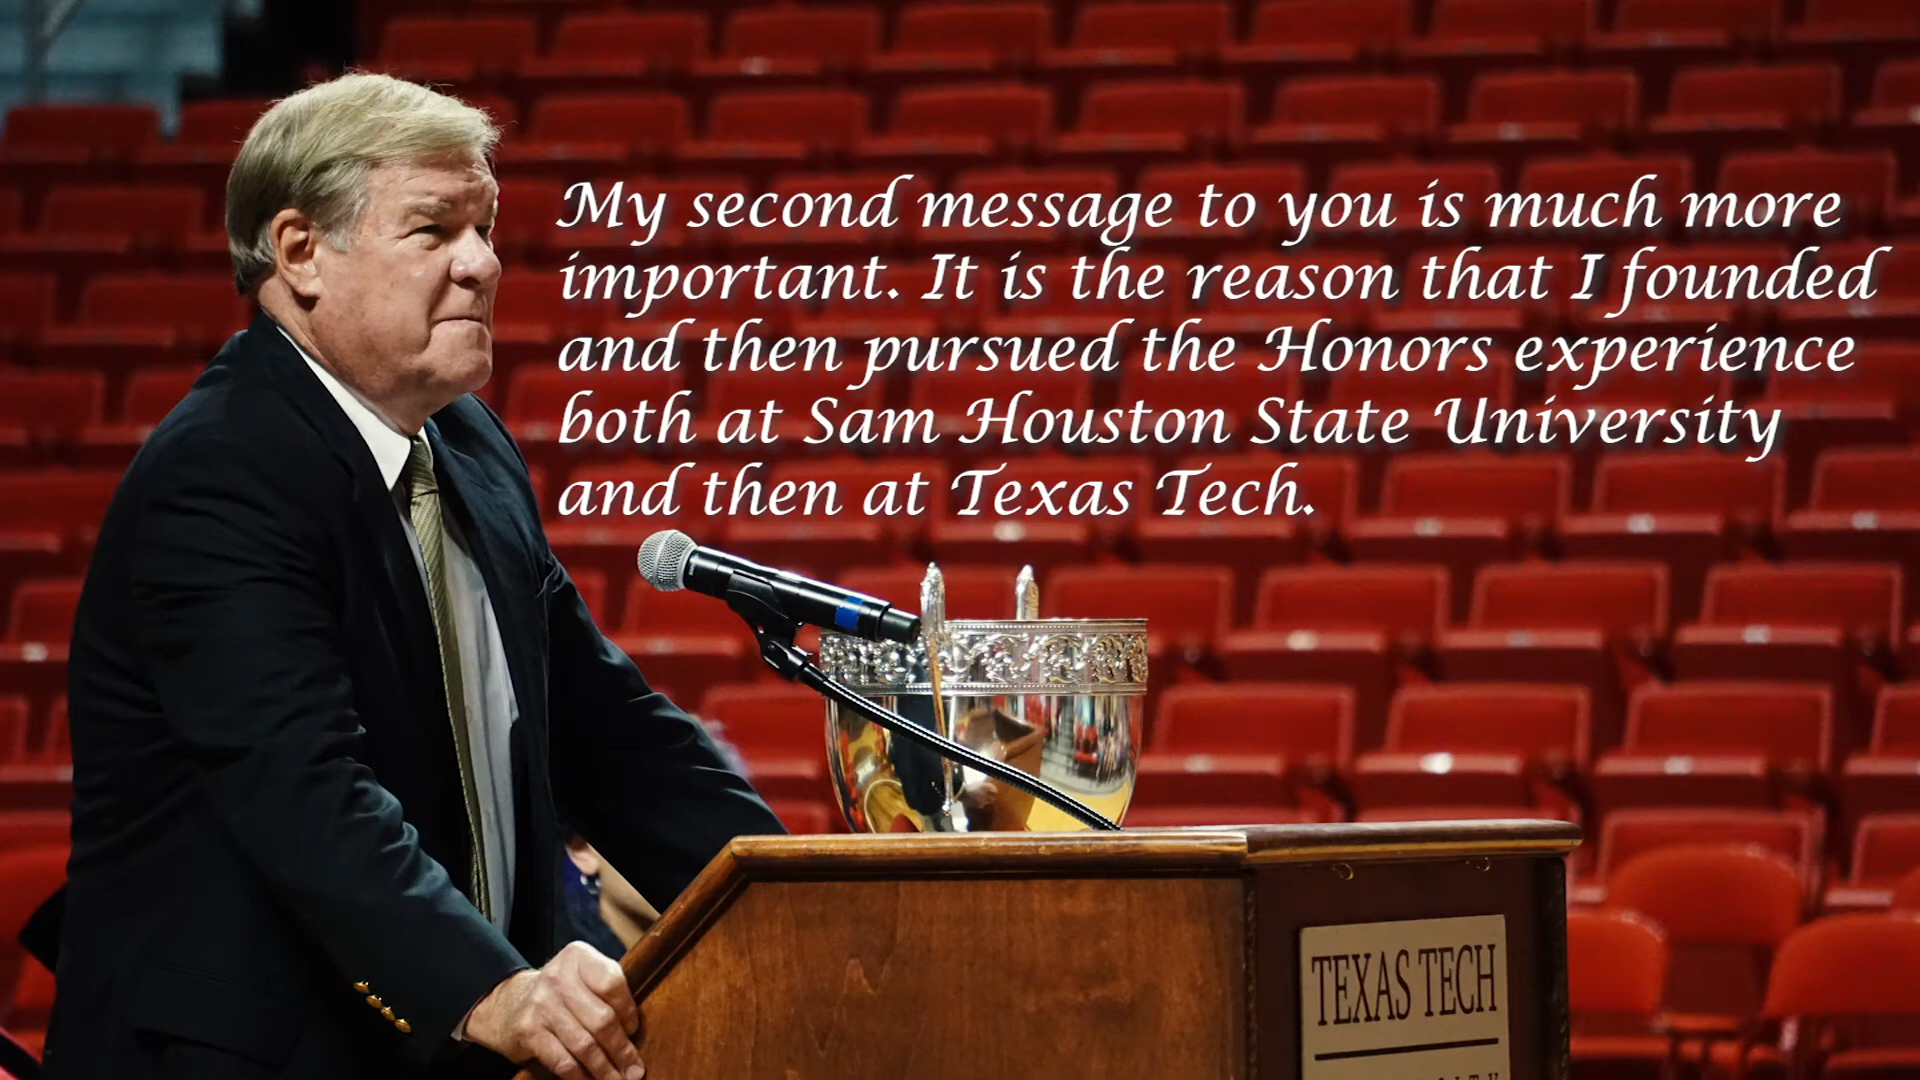 My second message to you is much more
important. It is the reason that I founded
and then pursued the Honors experience
both at Sam Houston State University
and then at Texas Tech.
TEXAS TECH